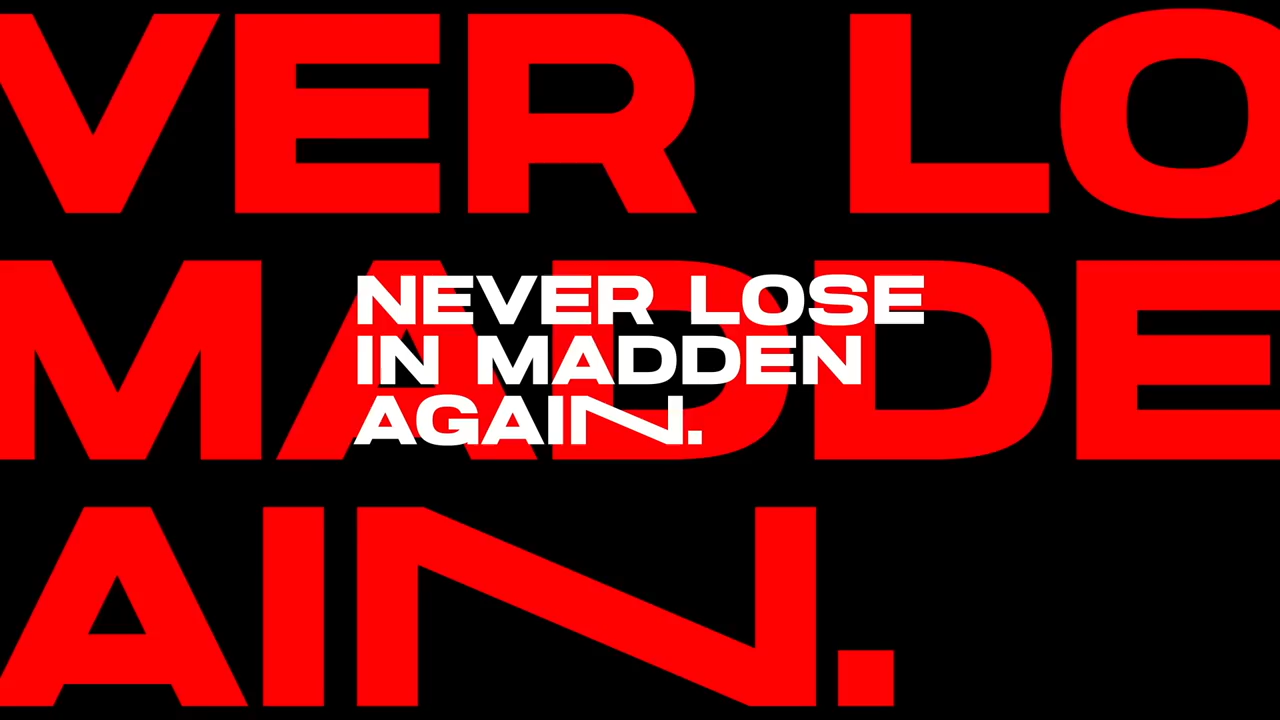 VER LO
MADDE
AIN.
NEVER LOSE
IN MADDEN
AGAIN.